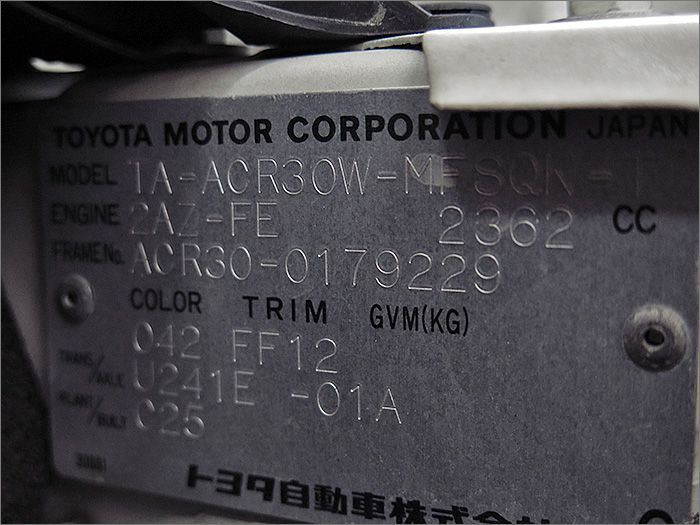 TOYOTA MOTOR CORPORATION JAPAN
MODEL TA-ACR30W-MFSQK-T
ENGINE 2AZ-FE 2362 CC
FRAME No. ACR30-0179229
COLOR TRIM GVM(KG)
042 FF12
TRANS/AXLE U241E -01A
PLANT/BUILT C25
トヨタ自動車株式会